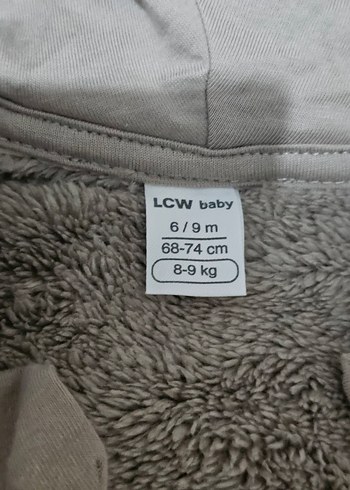 LCW baby
6 / 9 m
68-74 cm
8-9 kg